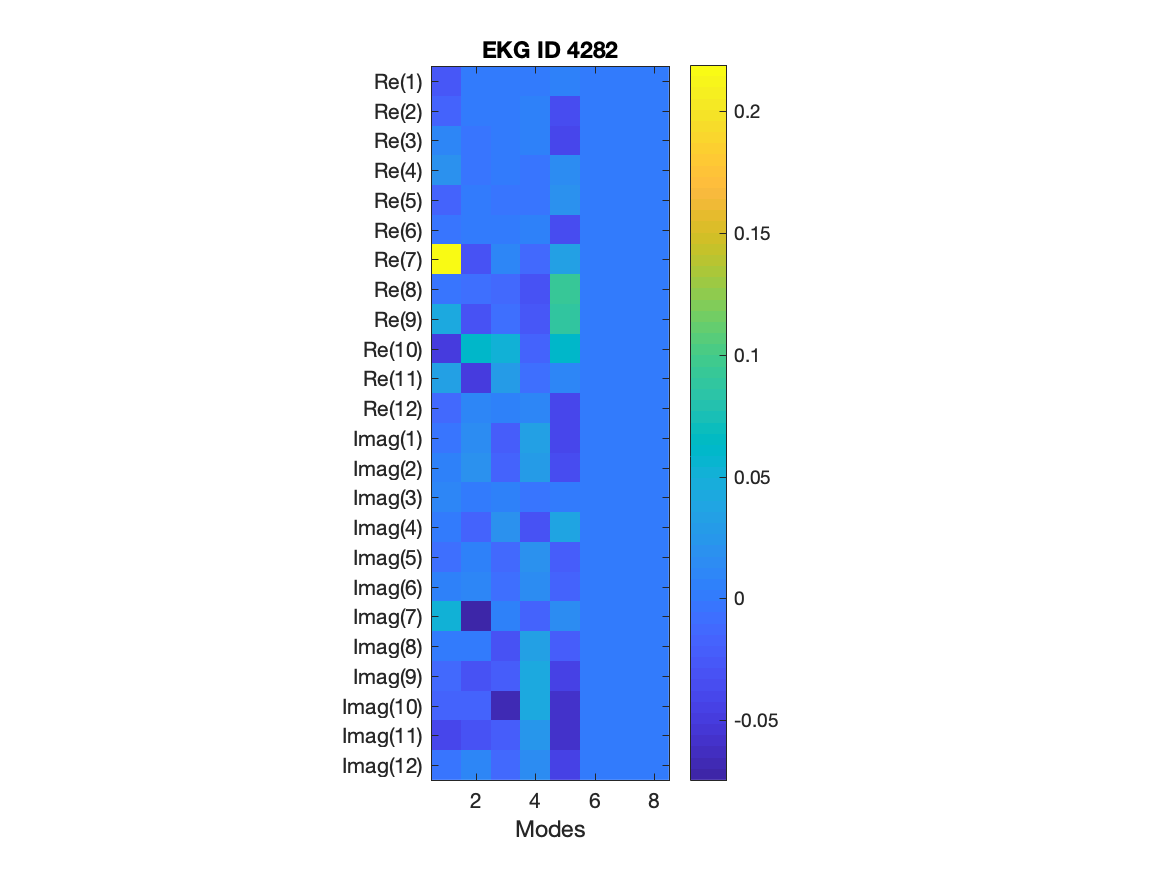 EKG ID 4282
Re(1)
Re(2)
Re(3)
Re(4)
Re(5)
Re(6)
Re(7)
Re(8)
Re(9)
Re(10)
Re(11)
Re(12)
Imag(1)
Imag(2)
Imag(3)
Imag(4)
Imag(5)
Imag(6)
Imag(7)
Imag(8)
Imag(9)
Imag(10)
Imag(11)
Imag(12)
2 4 6 8
Modes
0.2
0.15
0.1
0.05
0
-0.05